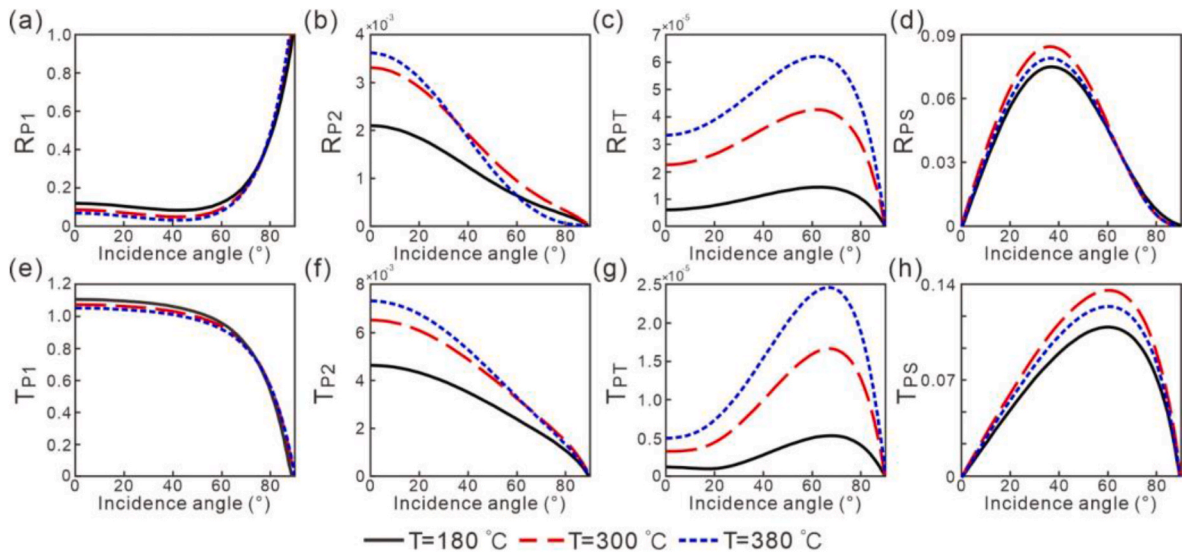 (a) (b) (c) (d)
×10⁻³ ×10⁵
1.0 4 7 0.09
0.8 6
3 5 0.06
0.6 4
2
0.4 3 0.03
1 2
0.2 1
0 0 0 0
R_P1 R_P2 R_PT R_PS
0 20 40 60 80 0 20 40 60 80 0 20 40 60 80 0 20 40 60 80
Incidence angle (°) Incidence angle (°) Incidence angle (°) Incidence angle (°)
(e) (f) (g) (h)
×10⁻³ ×10⁵
1.2 8 2.5 0.14
1.0 2.0
6
0.8 1.5
0.6 4 0.07
1.0
0.4
2 0.5
0.2
0 0 0 0
T_P1 T_P2 T_PT T_PS
0 20 40 60 80 0 20 40 60 80 0 20 40 60 80 0 20 40 60 80
Incidence angle (°) Incidence angle (°) Incidence angle (°) Incidence angle (°)
T=180 °C T=300 °C T=380 °C